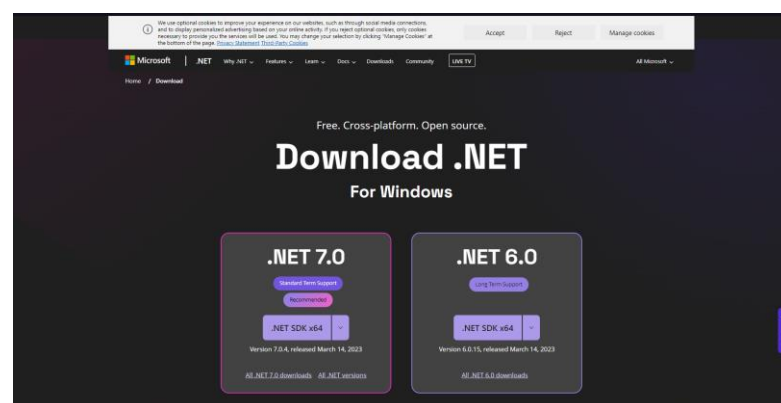 We use optional cookies to improve your experience on our websites, such as through social media connections,
and to display personalized advertising based on your online activity. If you reject optional cookies, only cookies
necessary to provide you the services will be used. You may change your selection by clicking "Manage Cookies" at
the bottom of the page. Privacy Statement Third-Party Cookies
Accept
Reject
Manage cookies
Microsoft
.NET
Why .NET
Features
Learn
Docs
Downloads
Community
LIVE TV
All Microsoft
Home / Download
Free. Cross-platform. Open source.
Download .NET
For Windows
.NET 7.0
Standard Term Support
Recommended
.NET SDK x64
Version 7.0.4, released March 14, 2023
All .NET 7.0 downloads All .NET versions
.NET 6.0
Long Term Support
.NET SDK x64
Version 6.0.15, released March 14, 2023
All .NET 6.0 downloads